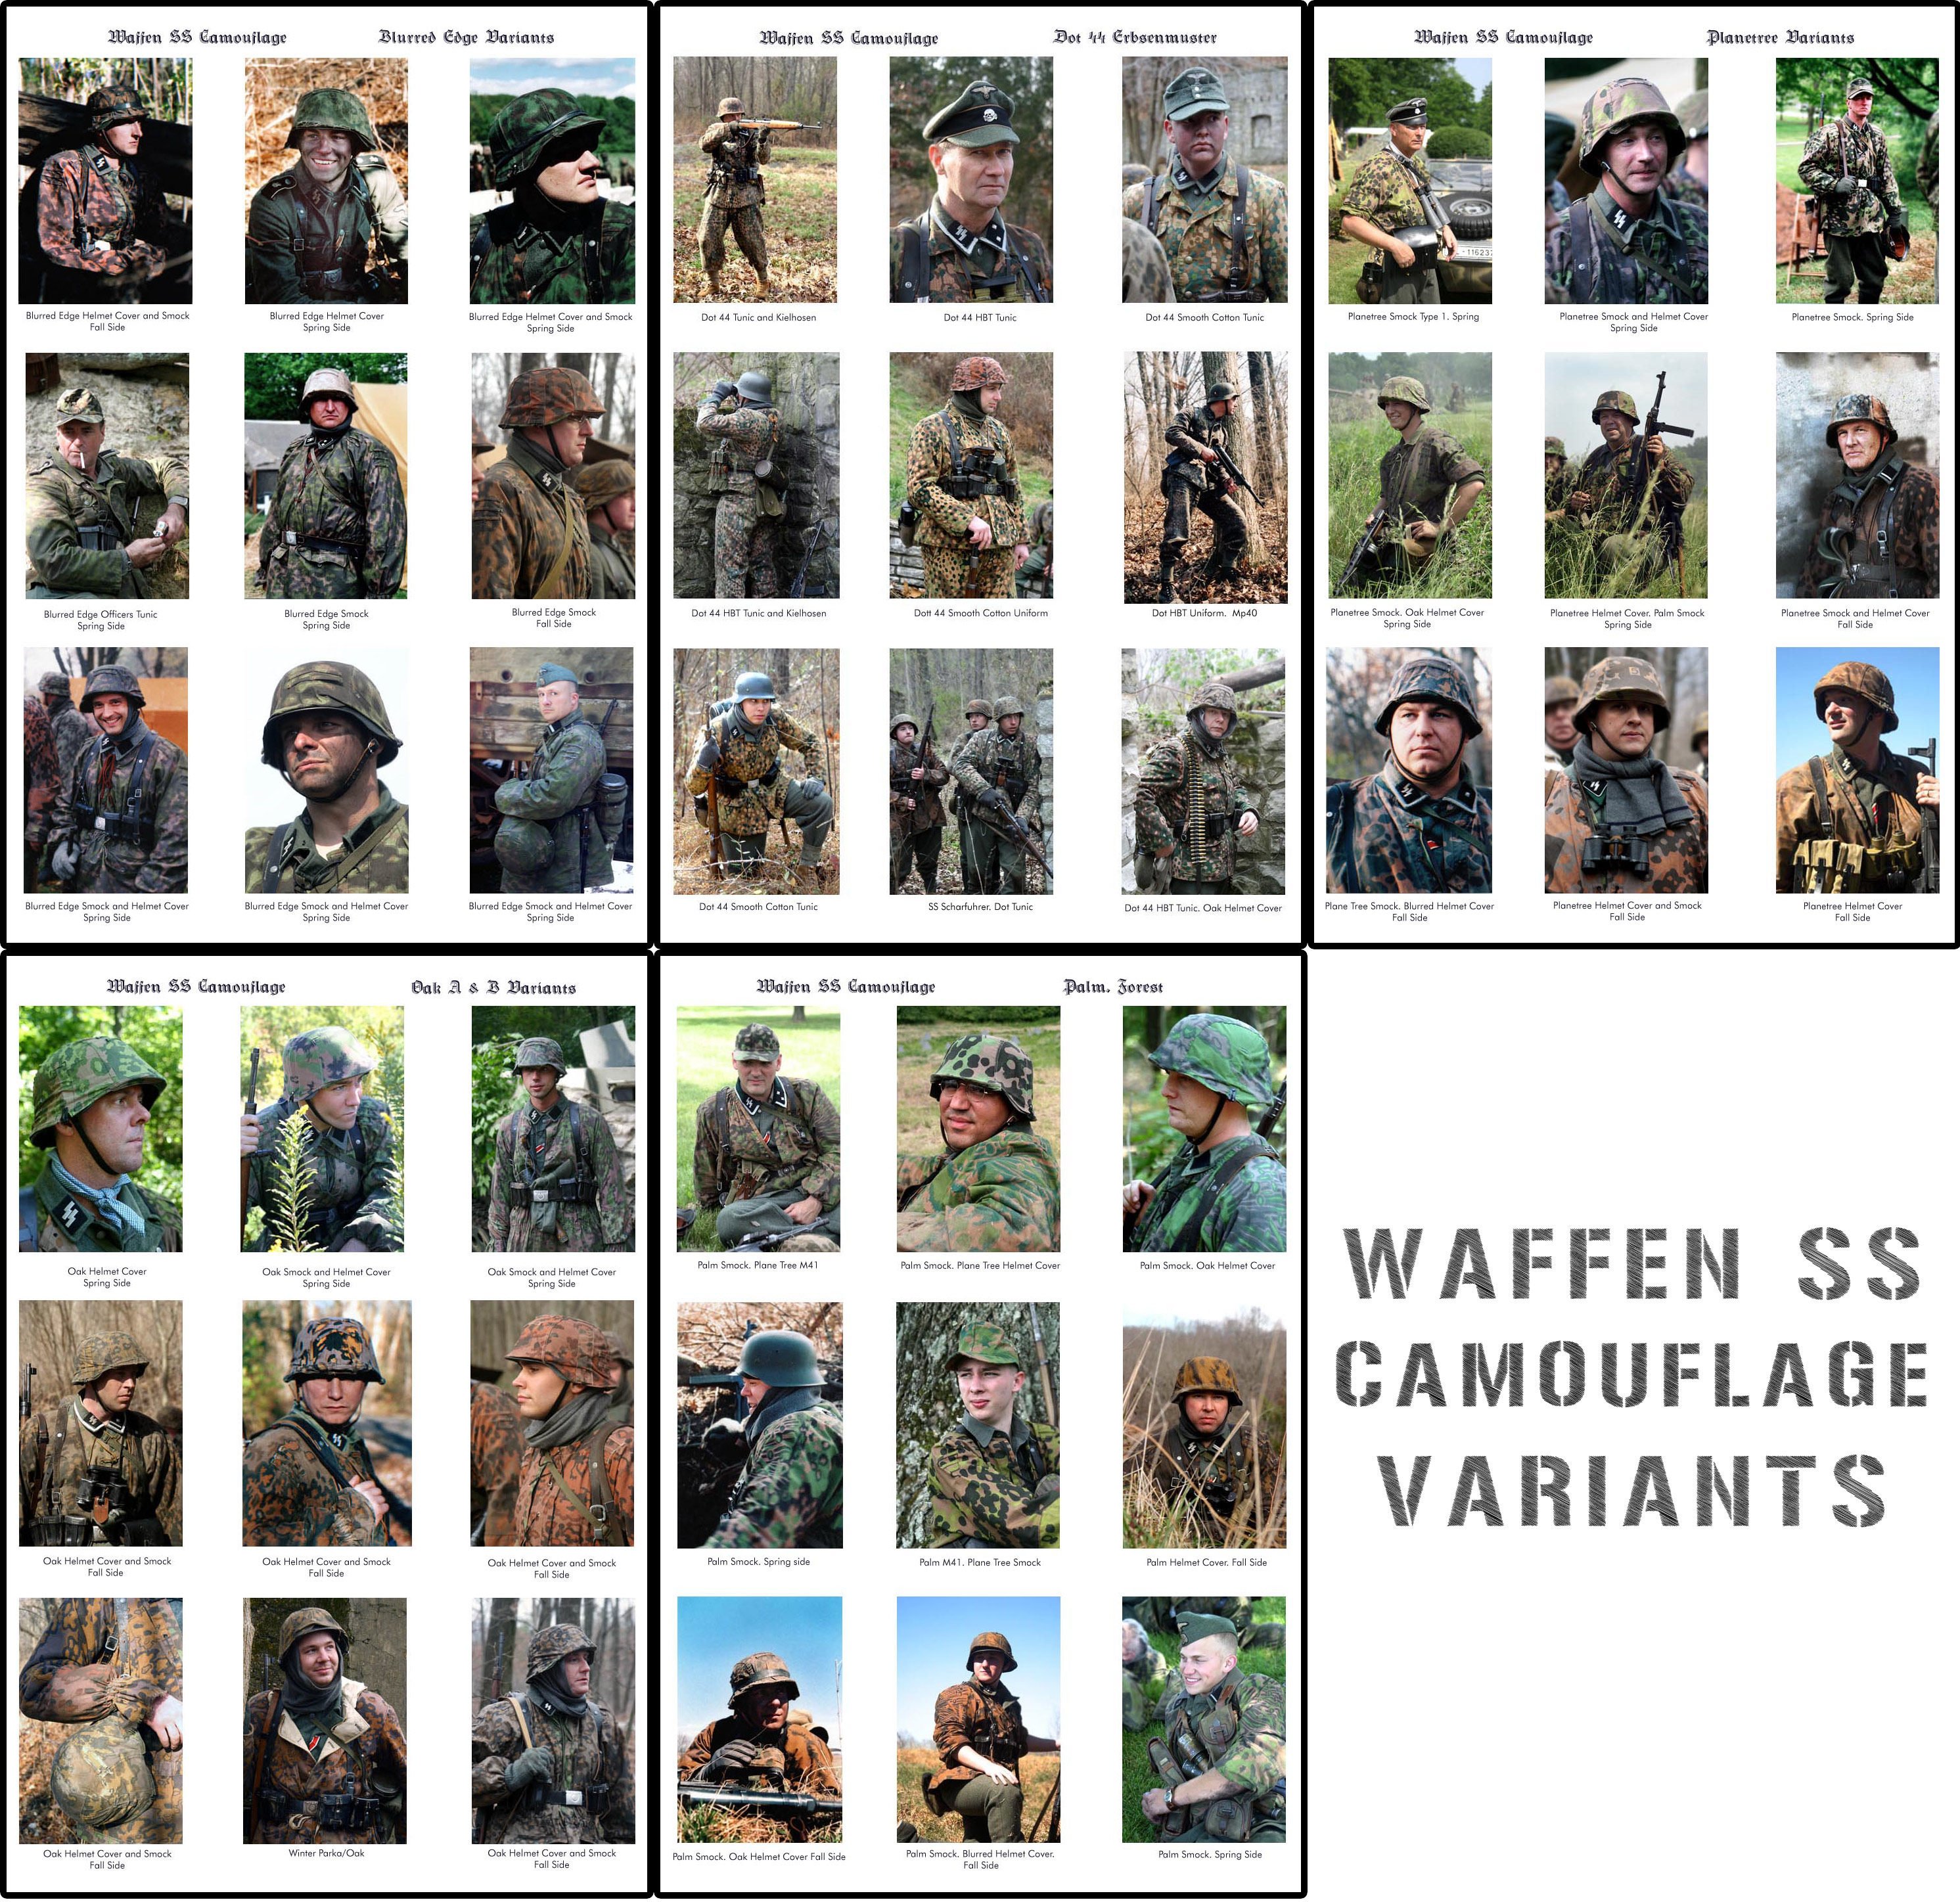 Waffen SS Camouflage
Blurred Edge Variants
Blurred Edge Helmet Cover and Smock
Fall Side
Blurred Edge Helmet Cover
Spring Side
Blurred Edge Helmet Cover and Smock
Spring Side
Blurred Edge Officers Tunic
Spring Side
Blurred Edge Smock
Spring Side
Blurred Edge Smock
Fall Side
Blurred Edge Smock and Helmet Cover
Spring Side
Blurred Edge Smock and Helmet Cover
Spring Side
Blurred Edge Smock and Helmet Cover
Spring Side
Waffen SS Camouflage
Dot 44 Erbsenmuster
Dot 44 Tunic and Kielhosen
Dot 44 HBT Tunic
Dot 44 Smooth Cotton Tunic
Dot 44 HBT Tunic and Kielhosen
Dott 44 Smooth Cotton Uniform
Dot HBT Uniform. Mp40
Dot 44 Smooth Cotton Tunic
SS Scharfuhrer. Dot Tunic
Dot 44 HBT Tunic. Oak Helmet Cover
Waffen SS Camouflage
Planetree Variants
Planetree Smock Type 1. Spring
Planetree Smock and Helmet Cover
Spring Side
Planetree Smock. Spring Side
Planetree Smock. Oak Helmet Cover
Spring Side
Planetree Helmet Cover. Palm Smock
Spring Side
Planetree Smock and Helmet Cover
Fall Side
Plane Tree Smock. Blurred Helmet Cover
Fall Side
Planetree Helmet Cover and Smock
Fall Side
Planetree Helmet Cover
Fall Side
Waffen SS Camouflage
Oak A & B Variants
Oak Helmet Cover
Spring Side
Oak Smock and Helmet Cover
Spring Side
Oak Smock and Helmet Cover
Spring Side
Oak Helmet Cover and Smock
Fall Side
Oak Helmet Cover and Smock
Fall Side
Oak Helmet Cover and Smock
Fall Side
Oak Helmet Cover and Smock
Fall Side
Winter Parka/Oak
Oak Helmet Cover and Smock
Fall Side
Waffen SS Camouflage
Palm. Forest
Palm Smock. Plane Tree M41
Palm Smock. Plane Tree Helmet Cover
Palm Smock. Oak Helmet Cover
Palm Smock. Spring side
Palm M41. Plane Tree Smock
Palm Helmet Cover. Fall Side
Palm Smock. Oak Helmet Cover Fall Side
Palm Smock. Blurred Helmet Cover.
Fall Side
Palm Smock. Spring Side
WAFFEN SS
CAMOUFLAGE
VARIANTS